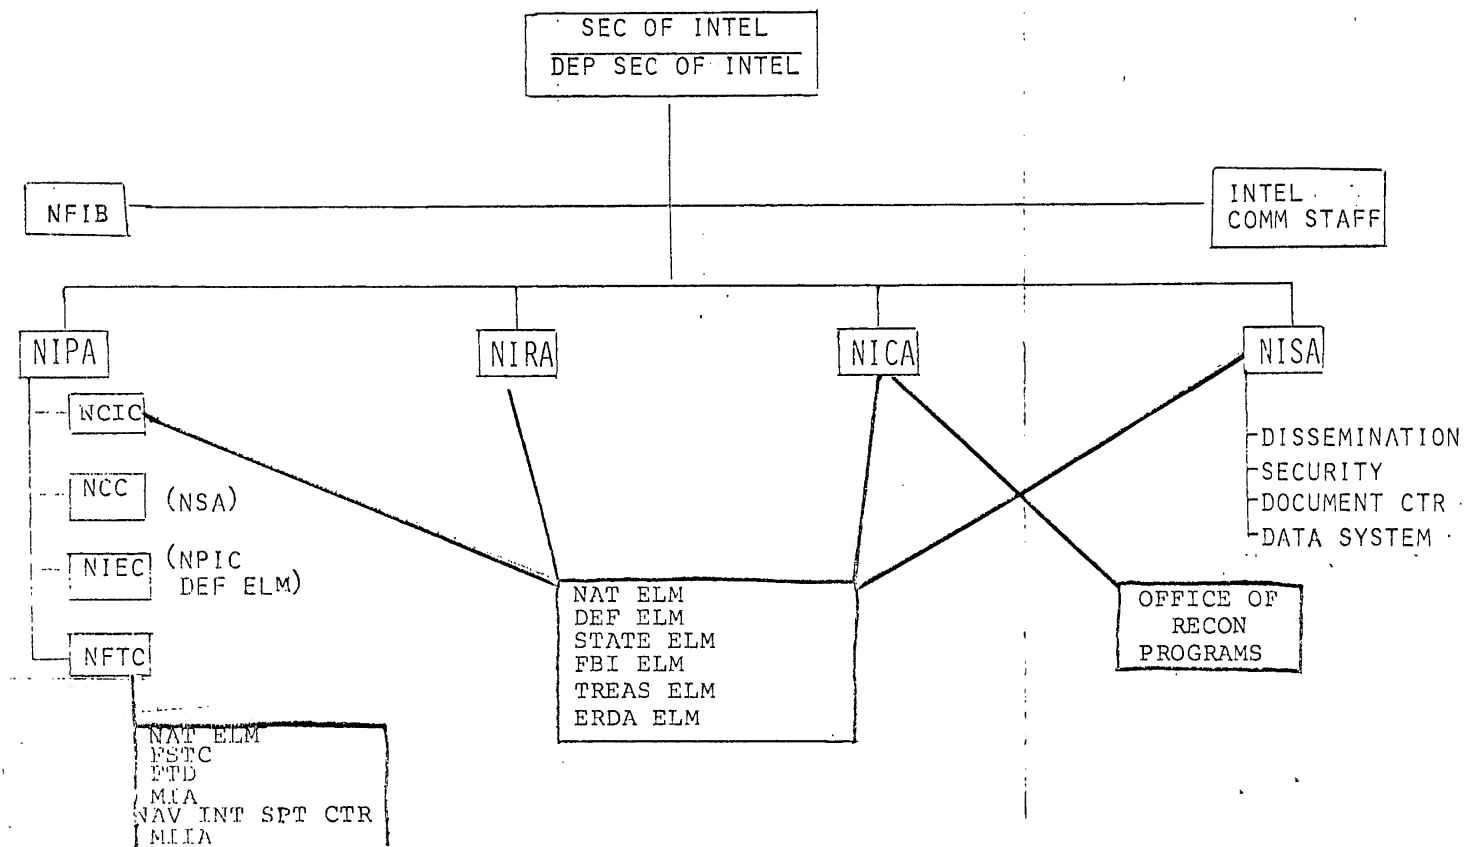 SEC OF INTEL
DEP SEC OF INTEL
NFIB
INTEL
COMM STAFF
NIPA
NIRA
NICA
NISA
NCIC
NCC
(NSA)
NIEC
(NPIC
DEF ELM)
NFTC
DISSEMINATION
SECURITY
DOCUMENT CTR
DATA SYSTEM
NAT ELM
DEF ELM
STATE ELM
FBI ELM
TREAS ELM
ERDA ELM
OFFICE OF
RECON
PROGRAMS
NAT ELM
FSTC
FTD
MIA
NAV INT SPT CTR
MIIA